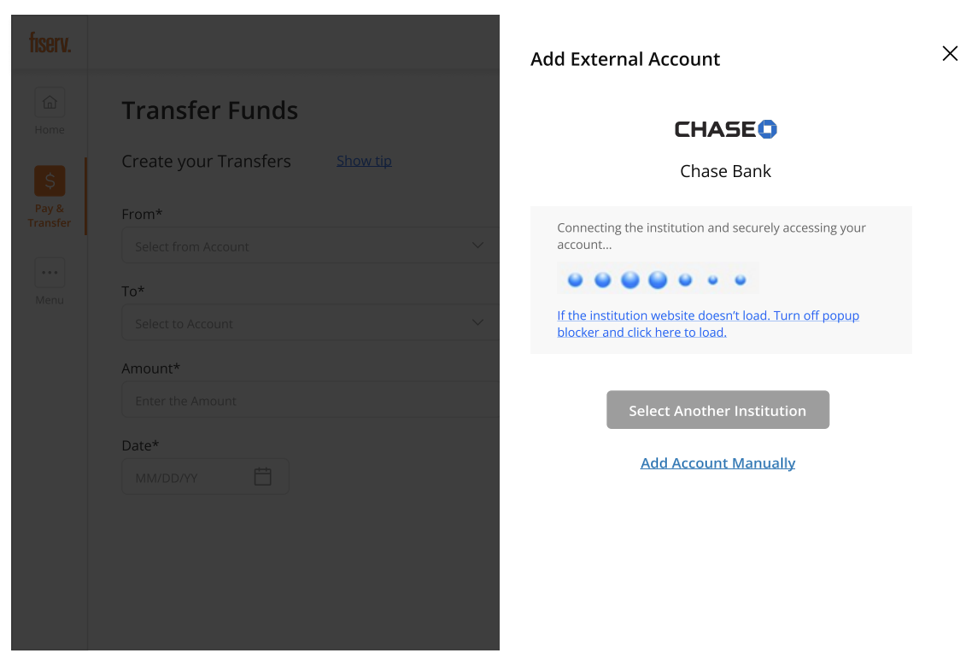 fiserv.
Home
Pay &
Transfer
Menu
Transfer Funds
Create your Transfers
Show tip
From*
Select from Account
To*
Select to Account
Amount*
Enter the Amount
Date*
MM/DD/YY
Add External Account
CHASE
Chase Bank
Connecting the institution and securely accessing your
account...
If the institution website doesn’t load. Turn off popup
blocker and click here to load.
Select Another Institution
Add Account Manually